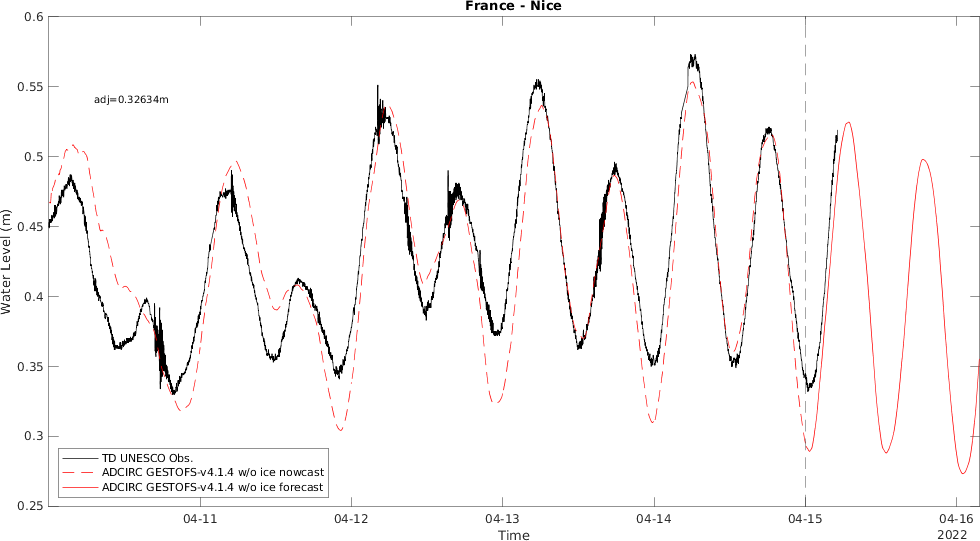 France - Nice
0.6
0.55
adj=0.32634m
0.5
0.45
Water Level (m)
0.4
0.35
0.3
0.25
TD UNESCO Obs.
ADCIRC GESTOFS-v4.1.4 w/o ice nowcast
ADCIRC GESTOFS-v4.1.4 w/o ice forecast
04-11
04-12
04-13
04-14
04-15
04-16
Time
2022